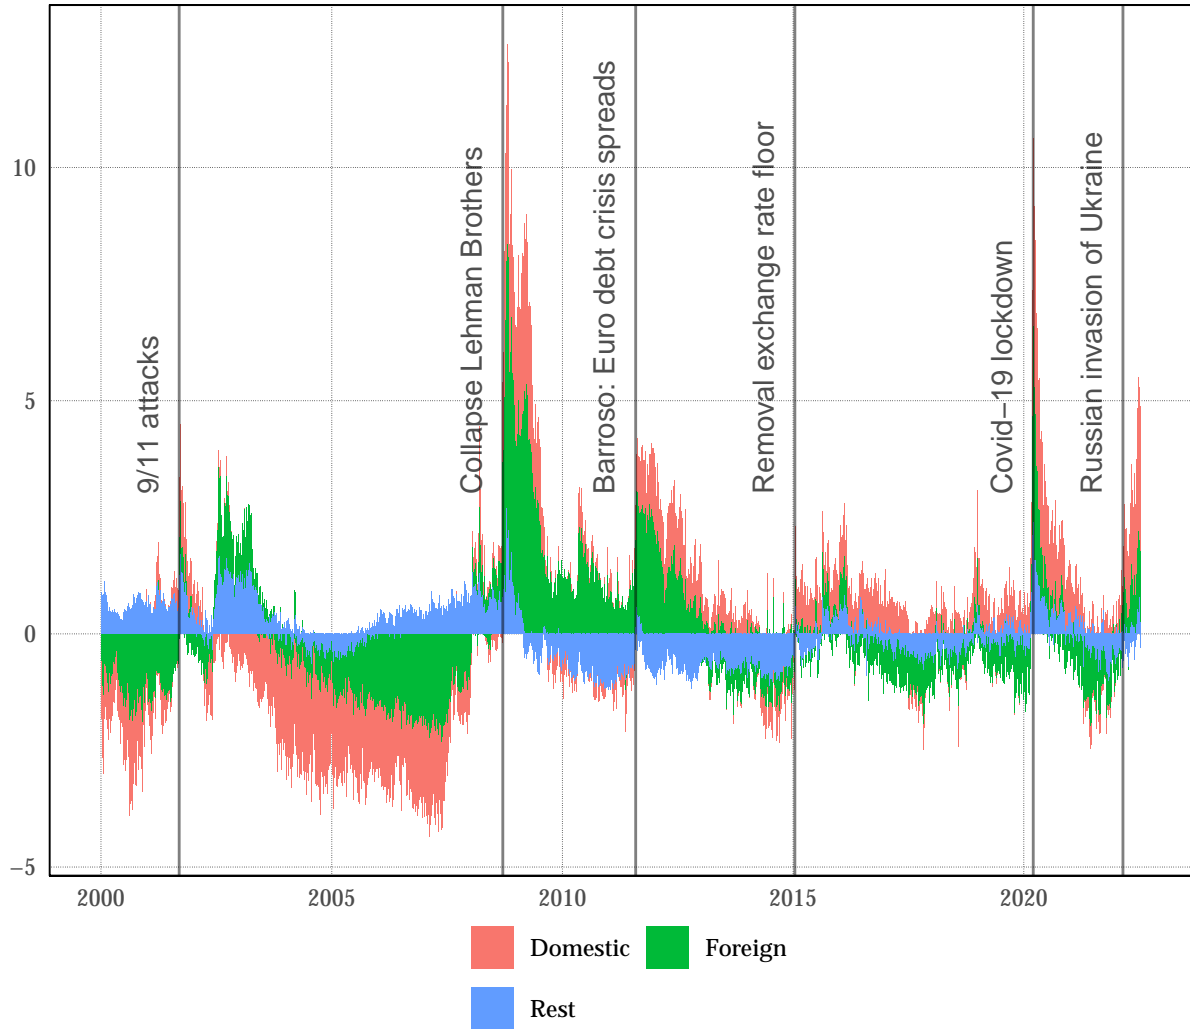 10
5
0
−5
9/11 attacks
Collapse Lehman Brothers
Barroso: Euro debt crisis spreads
Removal exchange rate floor
Covid−19 lockdown
Russian invasion of Ukraine
2000
2005
2010
2015
2020
Domestic
Foreign
Rest